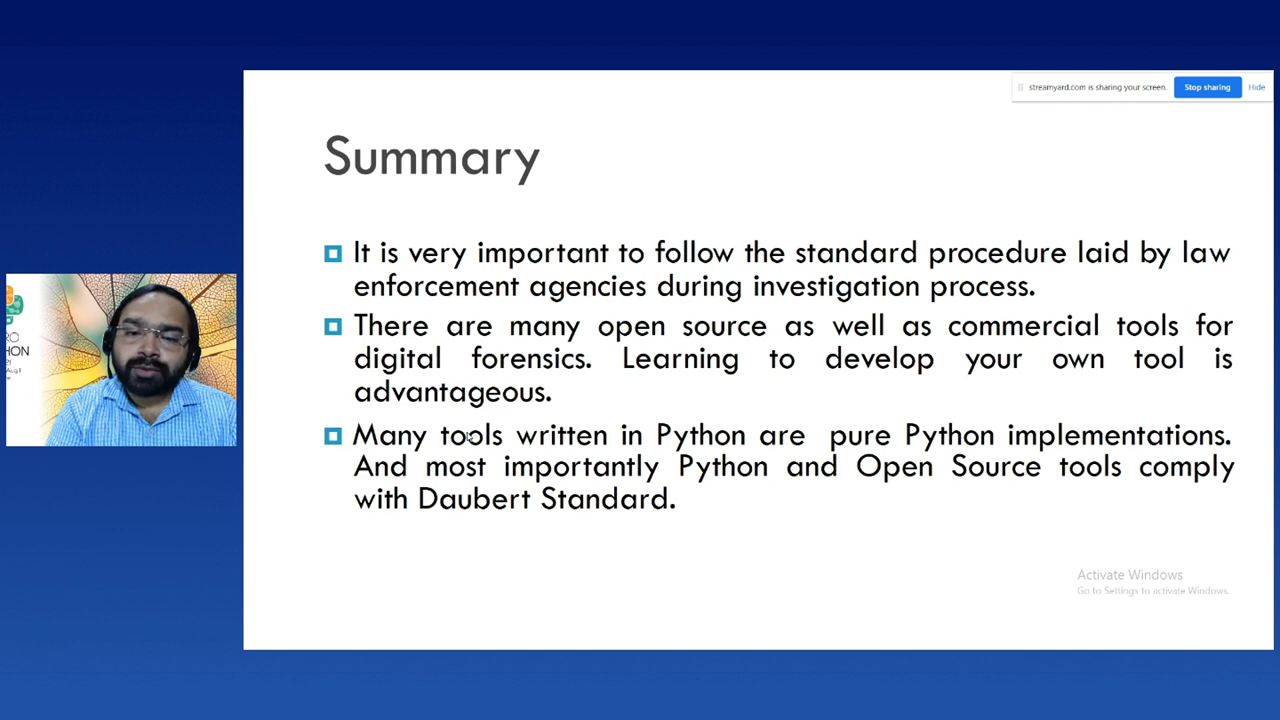 streamyard.com is sharing your screen. Stop sharing Hide
Summary
It is very important to follow the standard procedure laid by law
enforcement agencies during investigation process.
There are many open source as well as commercial tools for
digital forensics. Learning to develop your own tool is
advantageous.
Many tools written in Python are pure Python implementations.
And most importantly Python and Open Source tools comply
with Daubert Standard.
Activate Windows
Go to Settings to activate Windows.